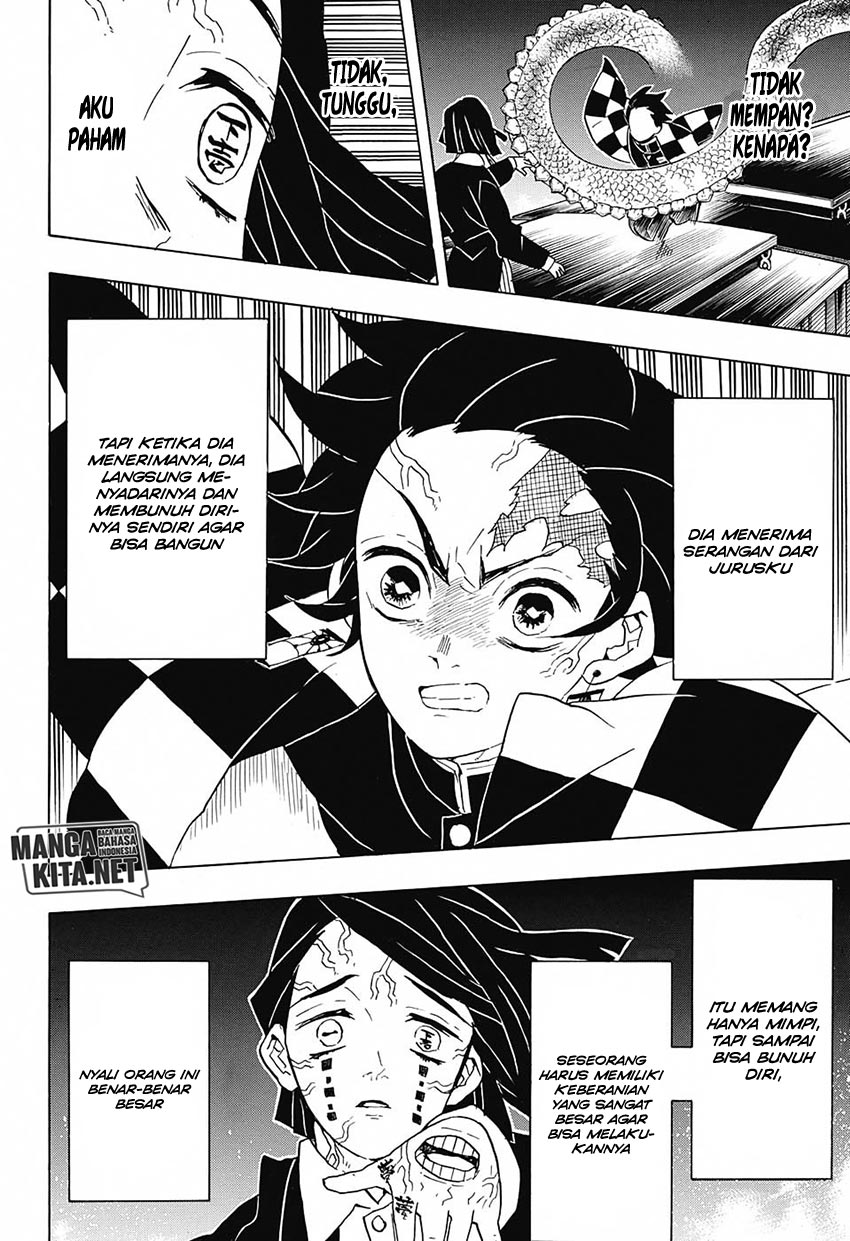 TIDAK
MEMPAN?
KENAPA?
TIDAK,
TUNGGU,
AKU
PAHAM
下壱
DIA MENERIMA
SERANGAN DARI
JURUSKU
TAPI KETIKA DIA
MENERIMANYA, DIA
LANGSUNG ME-
NYADARINYA DAN
MEMBUNUH DIRI-
NYA SENDIRI AGAR
BISA BANGUN
MANGA
KITA.NET
BACA MANGA
BAHASA
INDONESIA
ITU MEMANG
HANYA MIMPI,
TAPI SAMPAI
BISA BUNUH
DIRI,
SESEORANG
HARUS MEMILIKI
KEBERANIAN
YANG SANGAT
BESAR AGAR
BISA MELAKU-
KANNYA
NYALI ORANG INI
BENAR-BENAR
BESAR